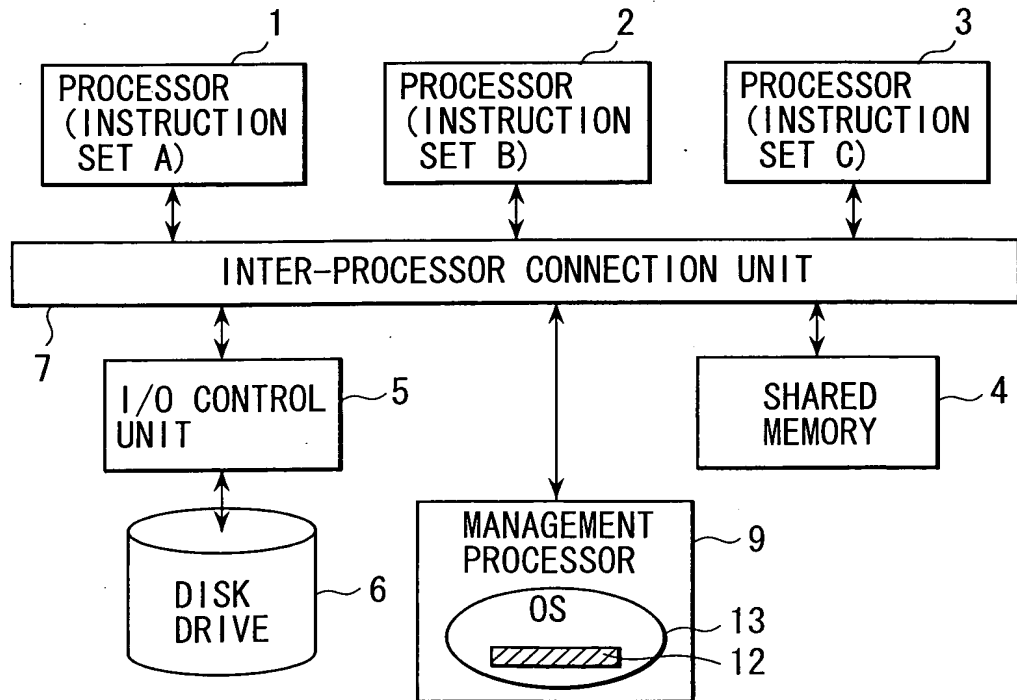 1
2
3
PROCESSOR
(INSTRUCTION
SET A)
PROCESSOR
(INSTRUCTION
SET B)
PROCESSOR
(INSTRUCTION
SET C)
INTER-PROCESSOR CONNECTION UNIT
7
I/O CONTROL
UNIT
5
SHARED
MEMORY
4
MANAGEMENT
PROCESSOR
9
DISK
DRIVE
6
OS
13
12